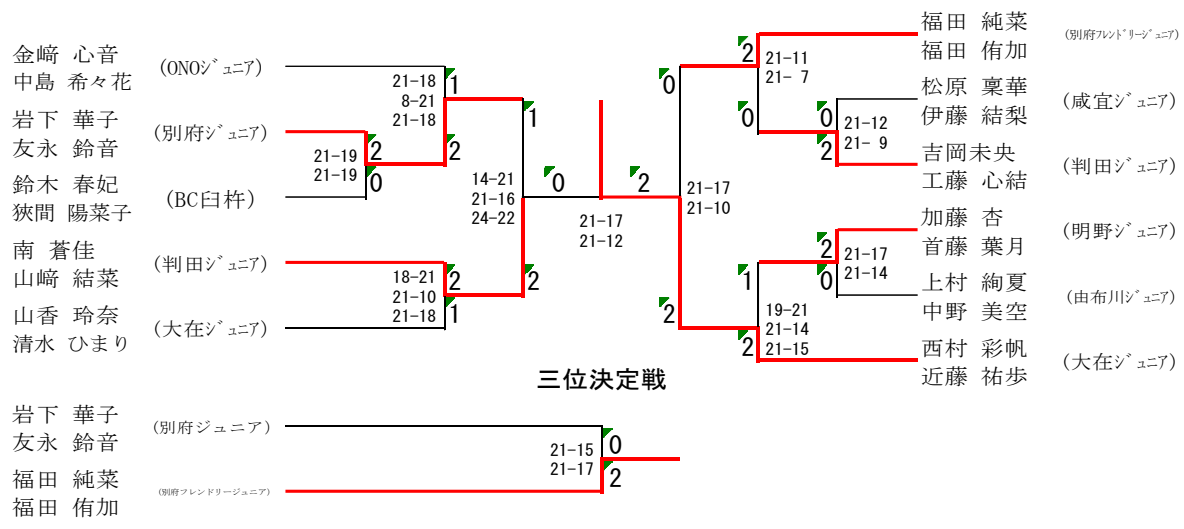 金﨑 心音
中島 希々花
(ONOジュニア)
岩下 華子
友永 鈴音
(別府ジュニア)
鈴木 春妃
狹間 陽菜子
(BC臼杵)
南 蒼佳
山﨑 結菜
(判田ジュニア)
山香 玲奈
清水 ひまり
(大在ジュニア)
21-18
8-21
21-18
1
2
21-19
21-19
2
0
14-21
21-16
24-22
1
2
18-21
21-10
21-18
2
1
0
2
21-17
21-12
福田 純菜
福田 侑加
(別府フレンドリージュニア)
松原 稟華
伊藤 結梨
(咸宜ジュニア)
吉岡未央
工藤 心結
(判田ジュニア)
加藤 杏
首藤 葉月
(明野ジュニア)
上村 絢夏
中野 美空
(由布川ジュニア)
西村 彩帆
近藤 祐歩
(大在ジュニア)
2
0
21-11
21- 7
0
2
21-12
21- 9
0
2
21-17
21-10
2
0
21-17
21-14
1
2
19-21
21-14
21-15
三位決定戦
岩下 華子
友永 鈴音
(別府ジュニア)
福田 純菜
福田 侑加
(別府フレンドリージュニア)
21-15
21-17
0
2